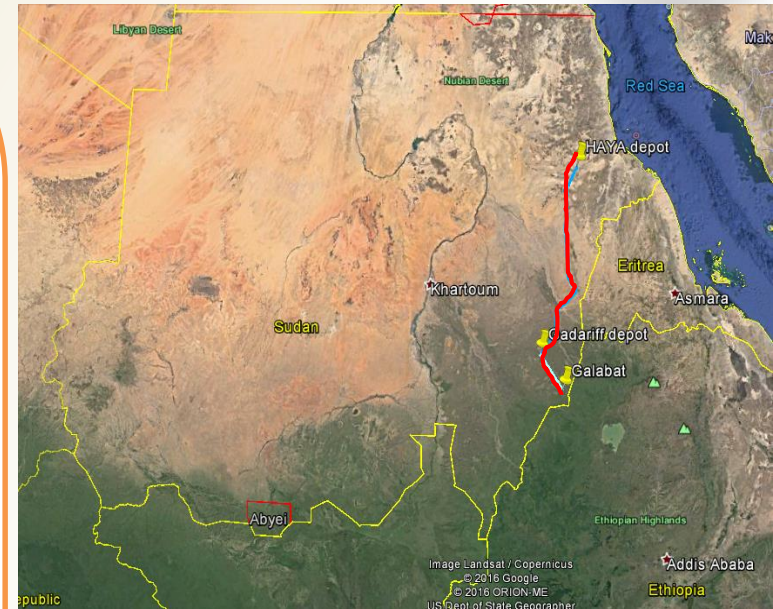 Libyan Desert
Mak
Nubian Desert
Red Sea
HAYA depot
Eritrea
Khartoum
Asmara
Sudan
Gadariff depot
Galabat
Abyei
Ethiopian Highlands
Addis Ababa
Ethiopia
epublic
Image Landsat / Copernicus
© 2016 Google
© 2016 ORION-ME
US Dept of State Geographer